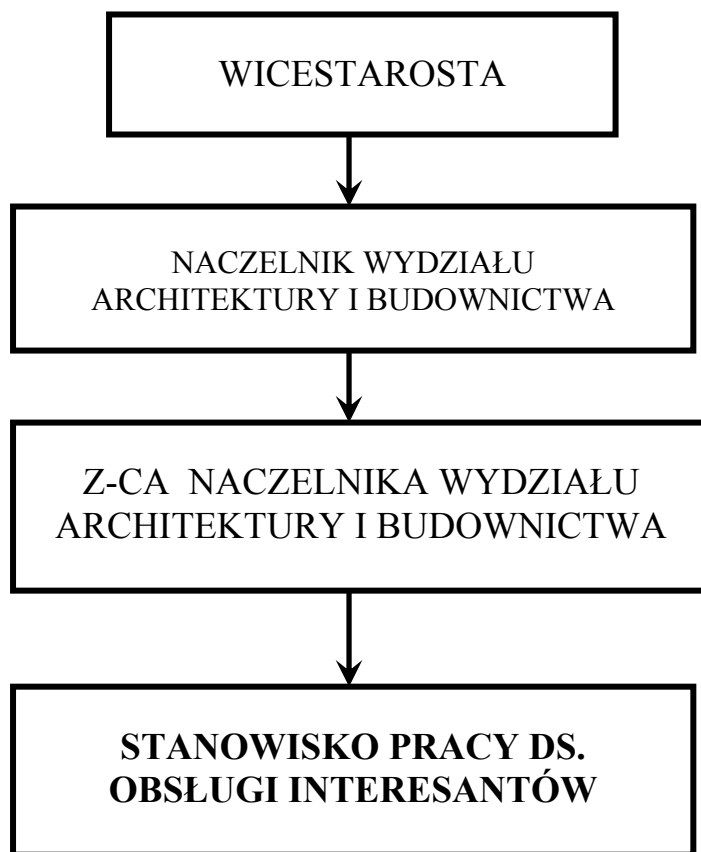 WICESTAROSTA
NACZELNIK WYDZIAŁU
ARCHITEKTURY I BUDOWNICTWA
Z-CA NACZELNIKA WYDZIAŁU
ARCHITEKTURY I BUDOWNICTWA
STANOWISKO PRACY DS.
OBSŁUGI INTERESANTÓW